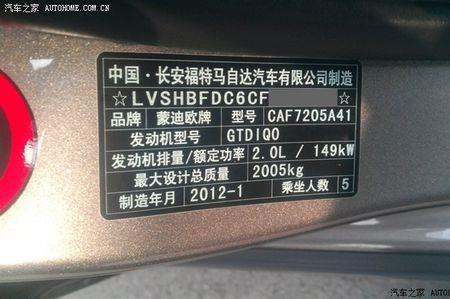 汽车之家 AUTOHOME.COM.CN
中国·长安福特马自达汽车有限公司制造
☆LVSHBFDC6CF ☆
品牌 蒙迪欧牌 型号 CAF7205A41
发动机型号 GTDIQ0
发动机排量/额定功率 2.0L / 149kW
最大设计总质量 2005kg
制造年月 2012-1 乘坐人数 5
汽车之家 AUTOH